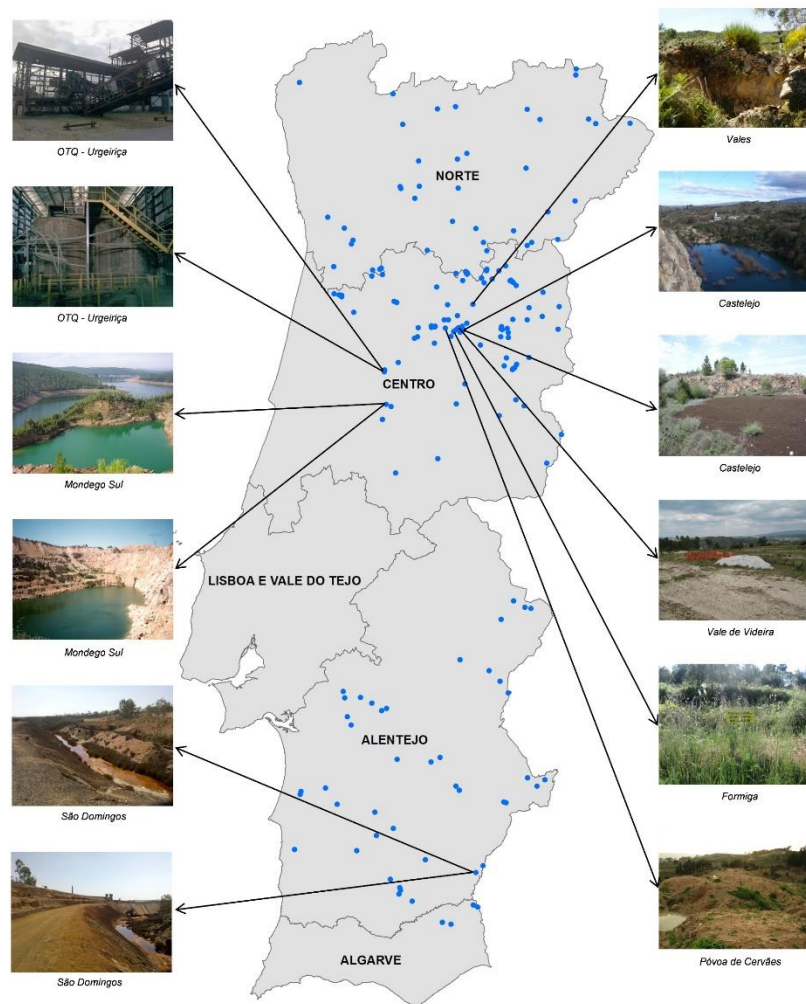 OTQ - Urgeiriça
OTQ - Urgeiriça
Mondego Sul
Mondego Sul
São Domingos
São Domingos
NORTE
CENTRO
LISBOA E VALE DO TEJO
ALENTEJO
ALGARVE
Vales
Castelejo
Castelejo
Vale de Videira
Formiga
Póvoa de Cervães